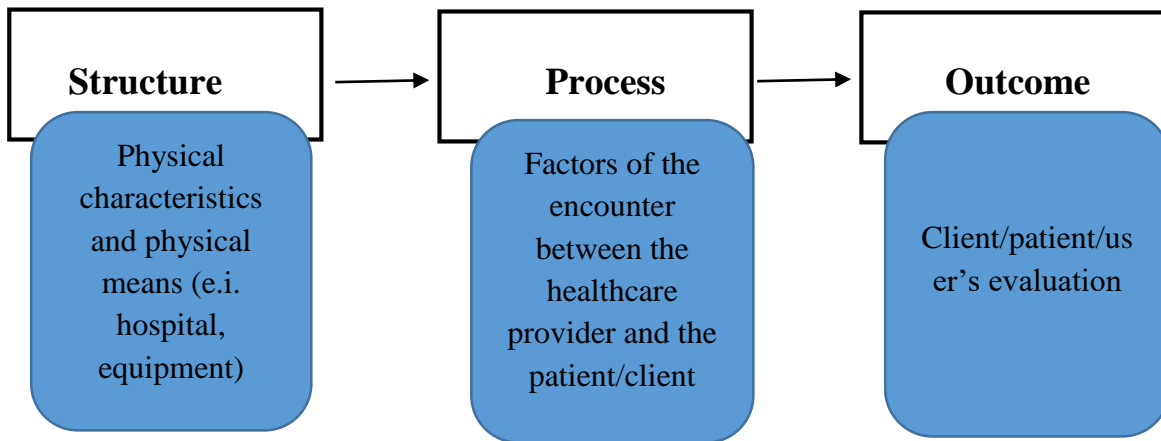 Structure
Physical
characteristics
and physical
means (e.i.
hospital,
equipment)
Process
Factors of the
encounter
between the
healthcare
provider and the
patient/client
Outcome
Client/patient/us
er’s evaluation